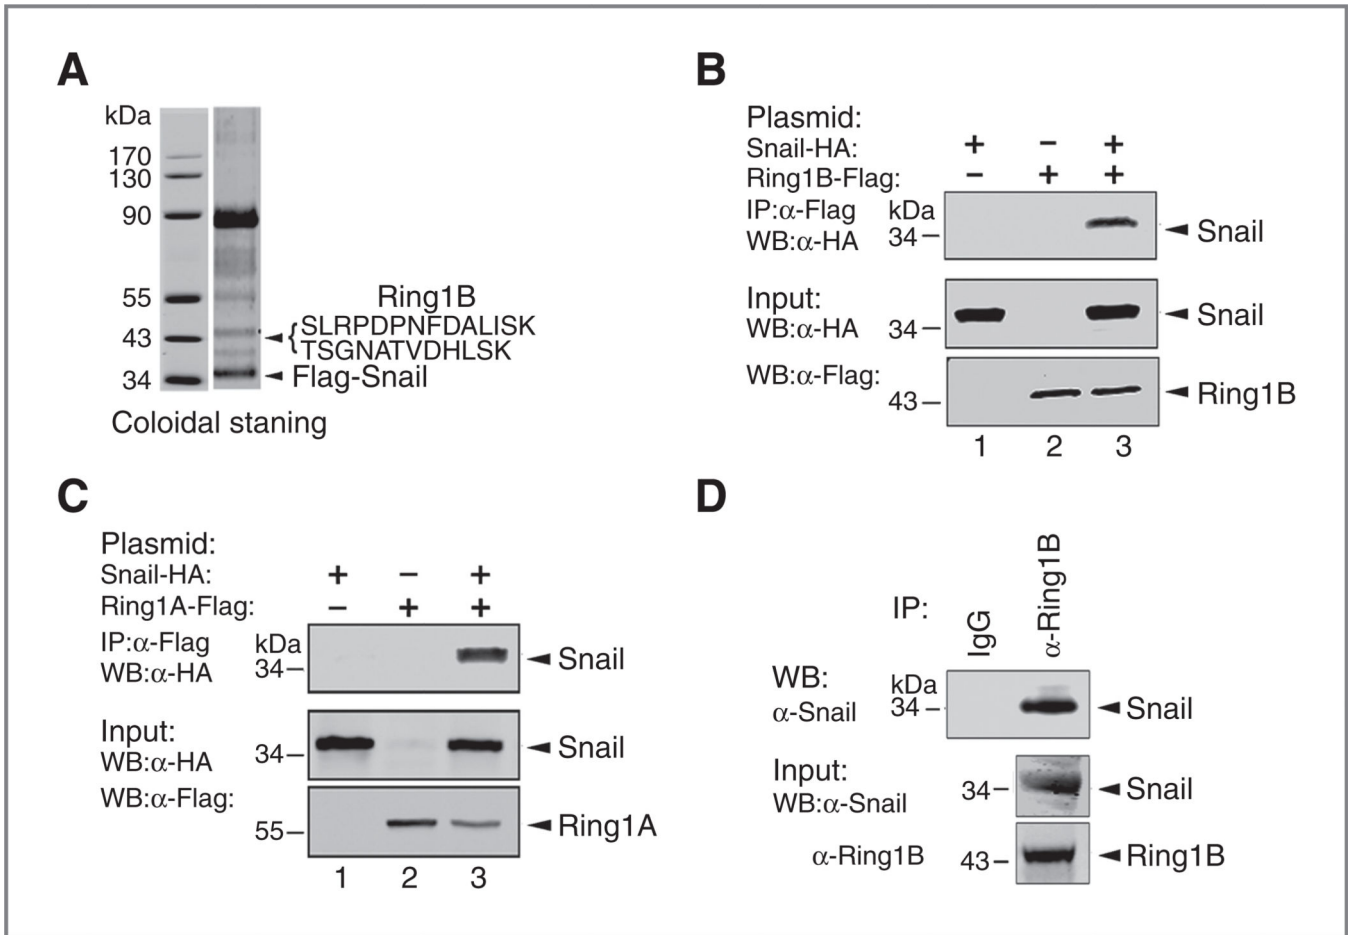 A
kDa
170
130
90
55
43
34
Ring1B
SLRPDPNFDALISK
TSGNATVDHLSK
Flag-Snail
Coloidal staning
B
Plasmid:
Snail-HA: + – +
Ring1B-Flag: – + +
IP:α-Flag kDa
WB:α-HA 34 Snail
Input:
WB:α-HA 34 Snail
WB:α-Flag: 43 Ring1B
1 2 3
C
Plasmid:
Snail-HA: + – +
Ring1A-Flag: – + +
IP:α-Flag kDa
WB:α-HA 34 Snail
Input:
WB:α-HA 34 Snail
WB:α-Flag: 55 Ring1A
1 2 3
D
IP: IgG α-Ring1B
WB: kDa
α-Snail 34 Snail
Input:
WB:α-Snail 34 Snail
α-Ring1B 43 Ring1B